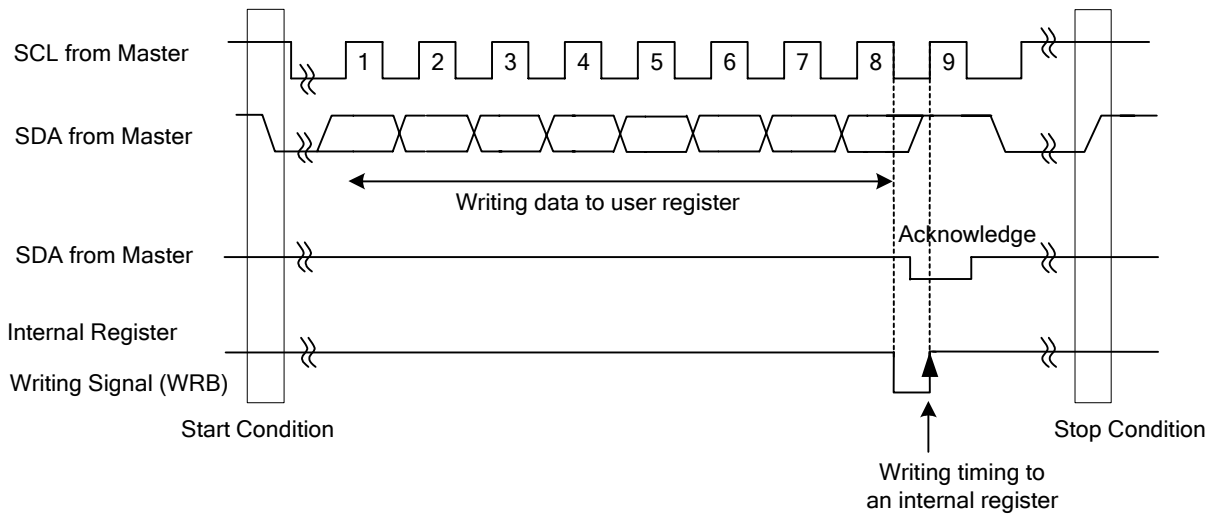 SCL from Master
1 2 3 4 5 6 7 8 9
SDA from Master
Writing data to user register
Acknowledge
SDA from Master
Internal Register
Writing Signal (WRB)
Start Condition
Stop Condition
Writing timing to
an internal register